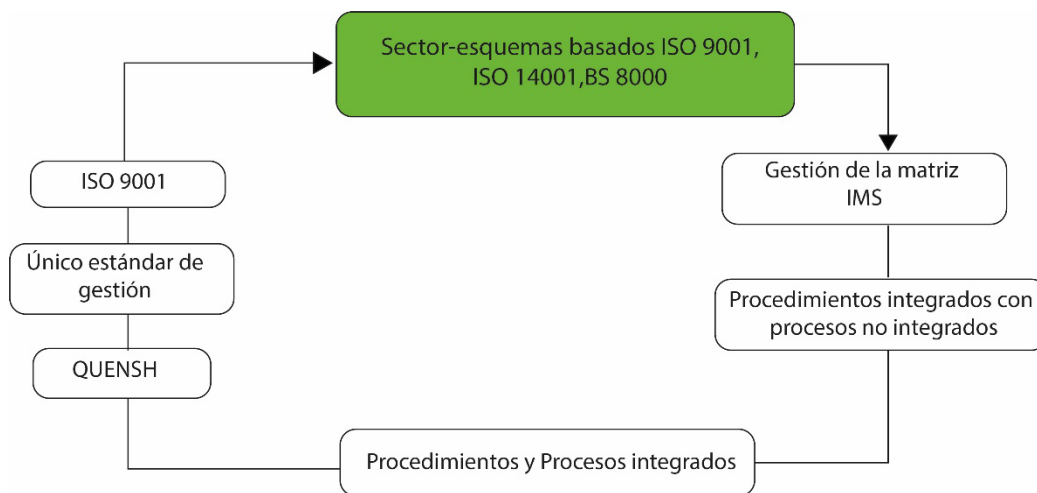 Sector-esquemas basados ISO 9001,
ISO 14001,BS 8000
ISO 9001
Gestión de la matriz
IMS
Único estándar de
gestión
Procedimientos integrados con
procesos no integrados
QUENSH
Procedimientos y Procesos integrados